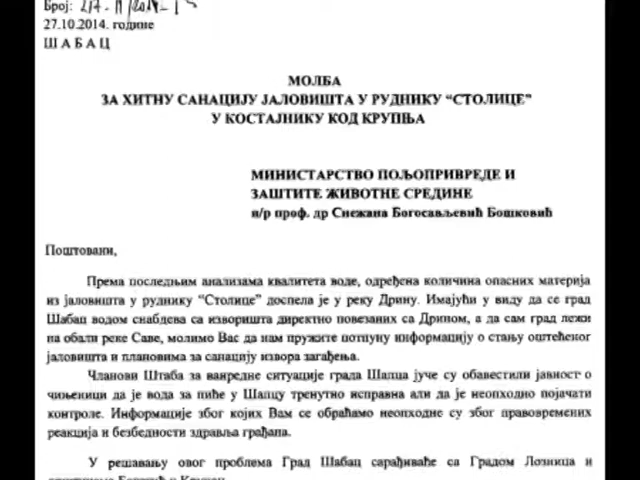 Број:
27.10.2014. године
Ш А Б А Ц
МОЛБА
ЗА ХИТНУ САНАЦИЈУ ЈАЛОВИШТА У РУДНИКУ “СТОЛИЦЕ”
У КОСТАЈНИКУ КОД КРУПЊА
МИНИСТАРСТВО ПОЉОПРИВРЕДЕ И
ЗАШТИТЕ ЖИВОТНЕ СРЕДИНЕ
н/р проф. др Снежана Богосављевић Бошковић
Поштовани,
Према последњим анализама квалитета воде, одређена количина опасних материја
из јаловишта у руднику “Столице” доспела је у реку Дрину. Имајући у виду да се град
Шабац водом снабдева са изворишта директно повезаних са Дрином, а да сам град лежи
на обали реке Саве, молимо Вас да нам пружите потпуну информацију о стању оштећеног
јаловишта и плановима за санацију извора загађења.
Чланови Штаба за ванредне ситуације града Шапца јуче су обавестили јавност о
чињеници да је вода за пиће у Шапцу тренутно исправна али да је неопходно појачати
контроле. Информације због којих Вам се обраћамо неопходне су због правовремених
реакција и безбедности здравља грађана.
У решавању овог проблема Град Шабац сарађиваће са Градом Лозница и